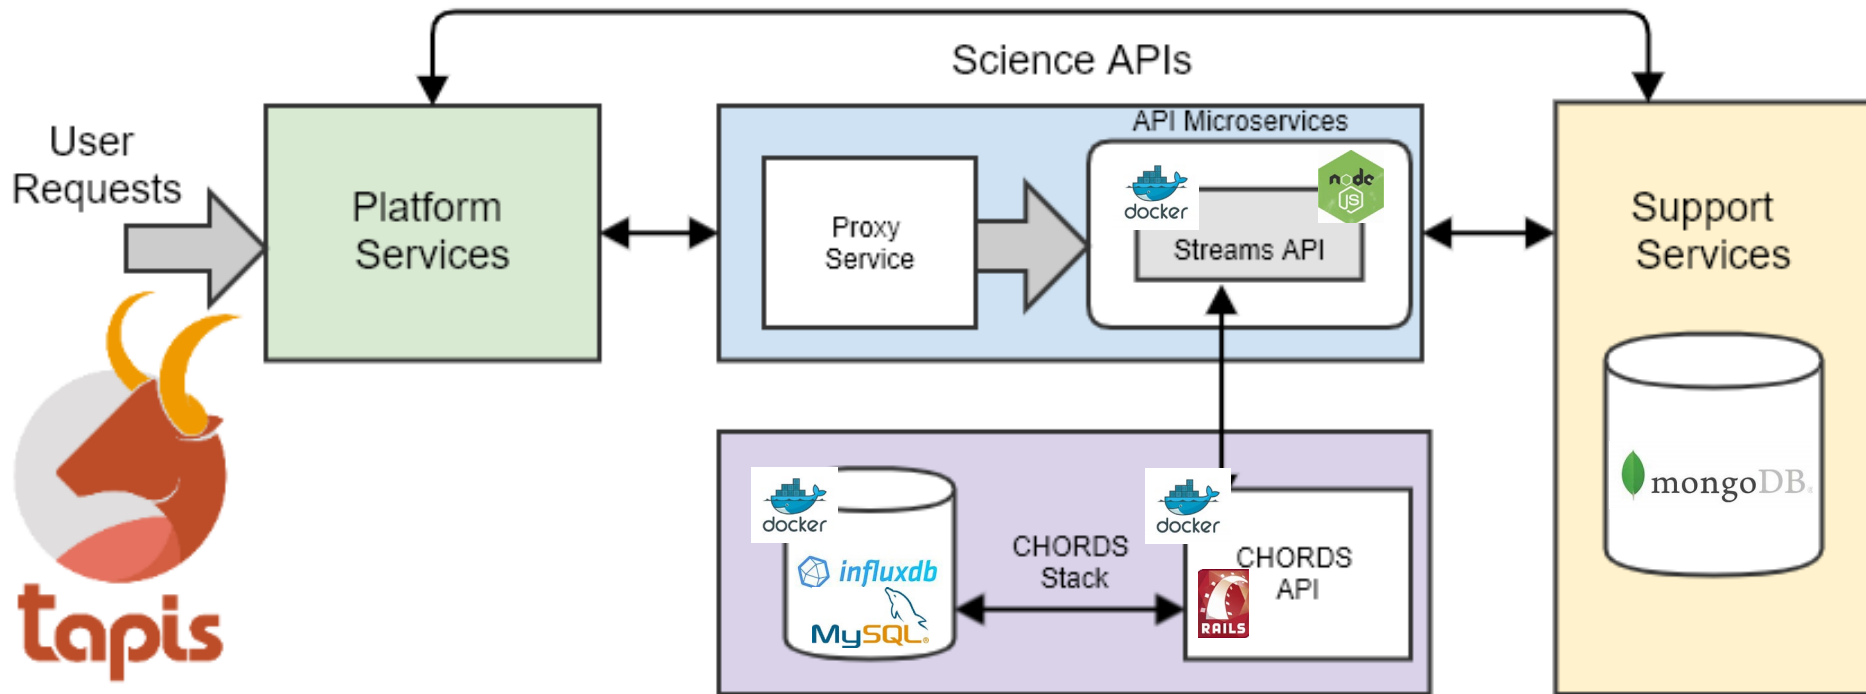 Science APIs
User
Requests
Platform
Services
API Microservices
Proxy
Service
docker
node
JS
Streams API
Support
Services
docker
influxdb
MySQL®
CHORDS
Stack
docker
CHORDS
API
RAILS
mongoDB®
tapis